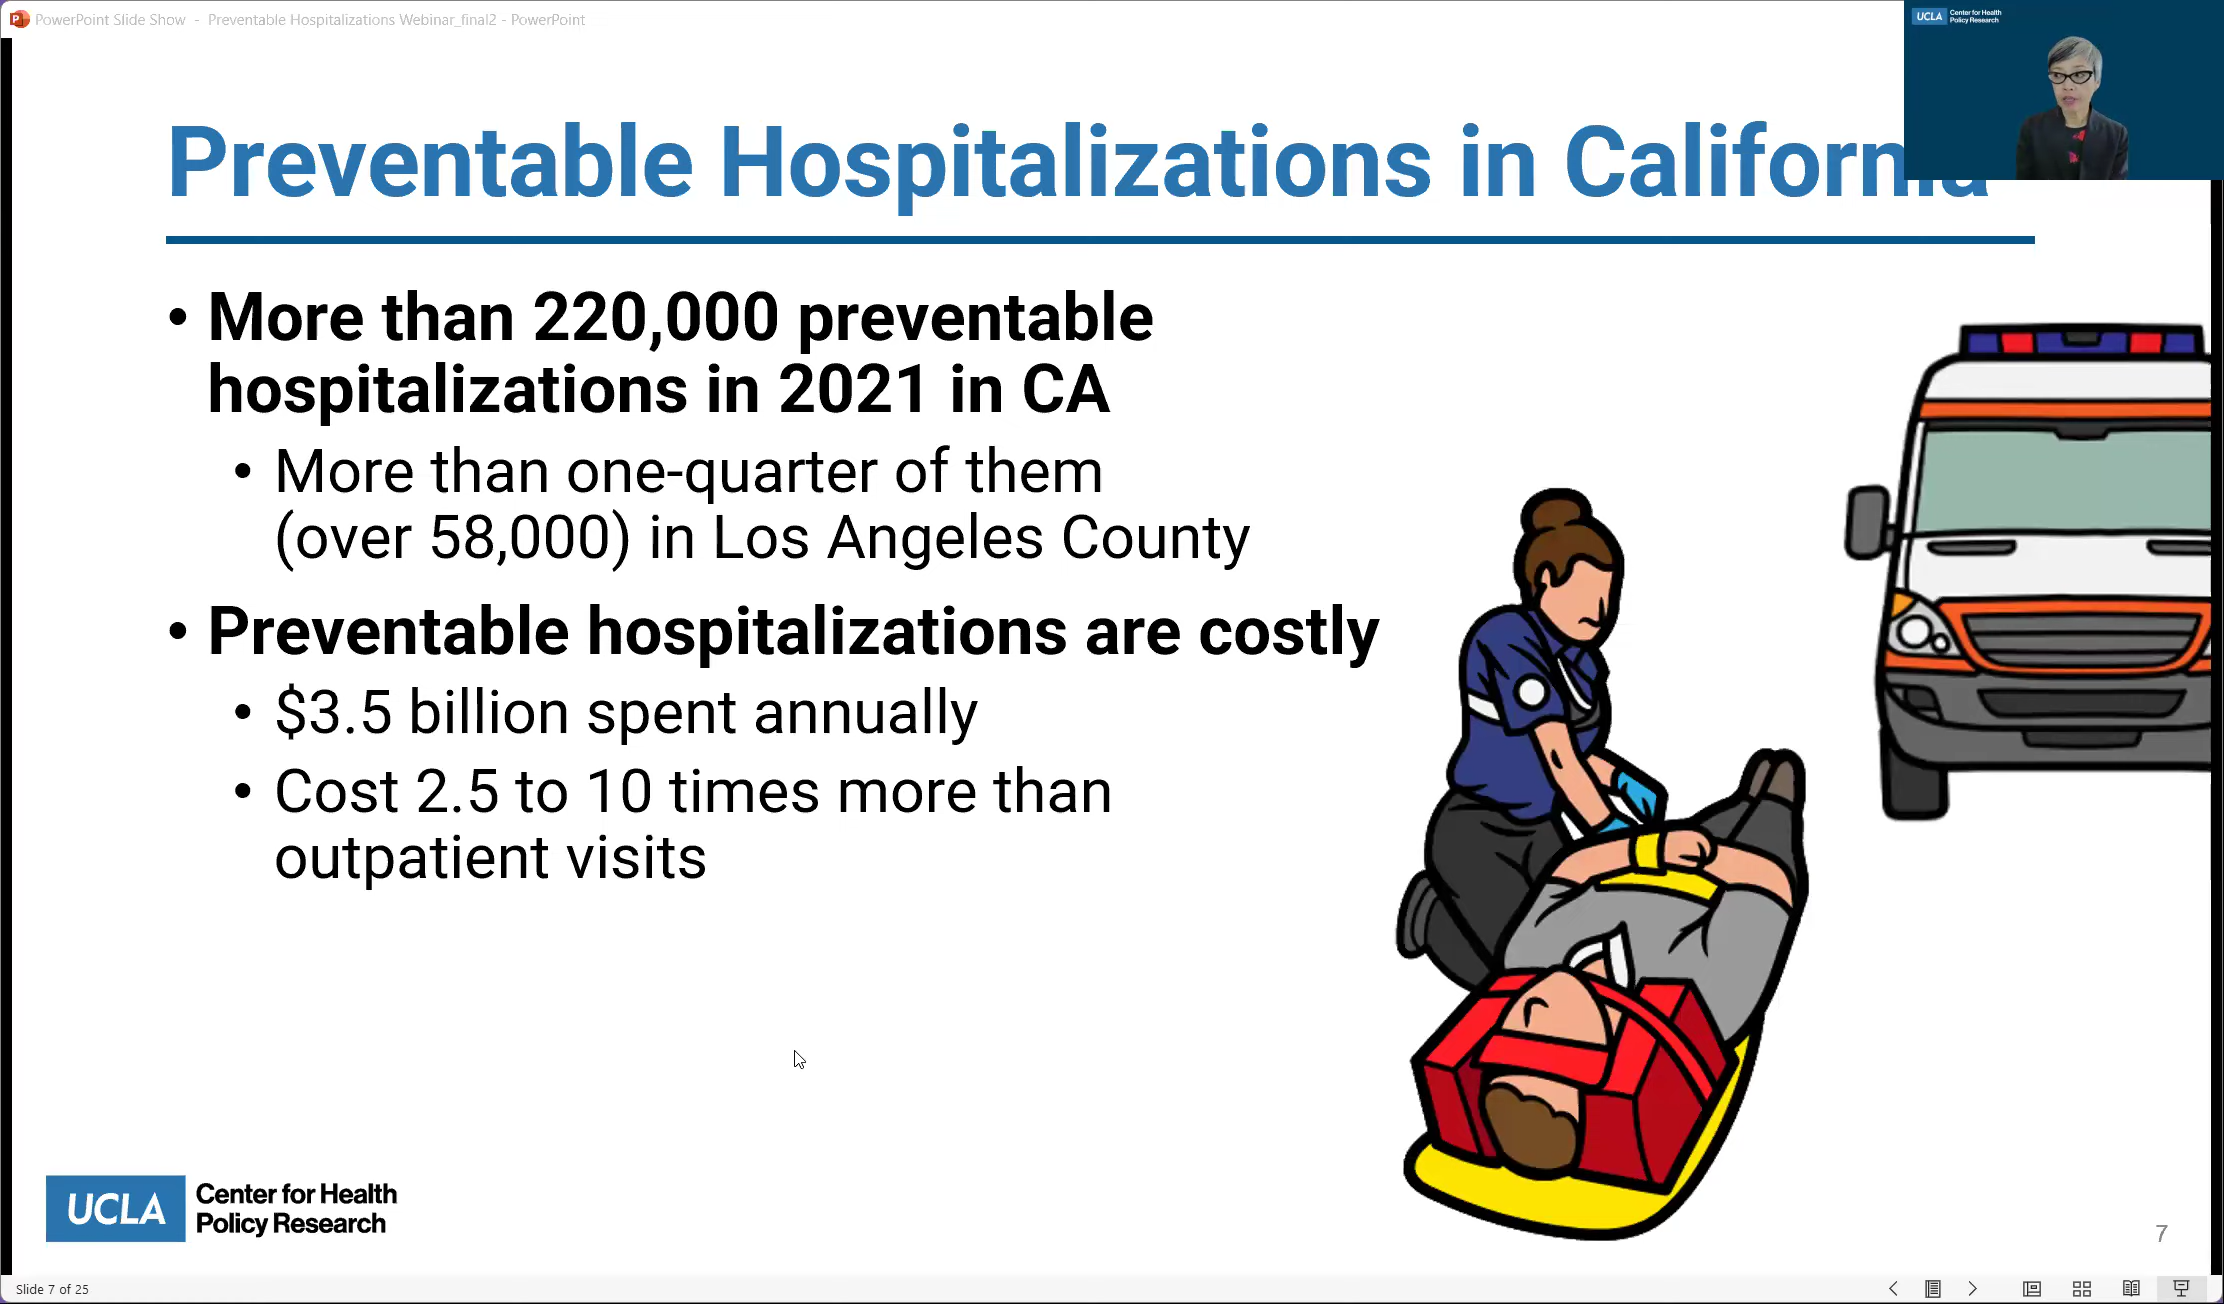 PowerPoint Slide Show - Preventable Hospitalizations Webinar_final2 - PowerPoint
UCLA Center for Health
Policy Research
Preventable Hospitalizations in California
• More than 220,000 preventable
hospitalizations in 2021 in CA
• More than one-quarter of them
(over 58,000) in Los Angeles County
• Preventable hospitalizations are costly
• $3.5 billion spent annually
• Cost 2.5 to 10 times more than
outpatient visits
UCLA Center for Health
Policy Research
7
Slide 7 of 25